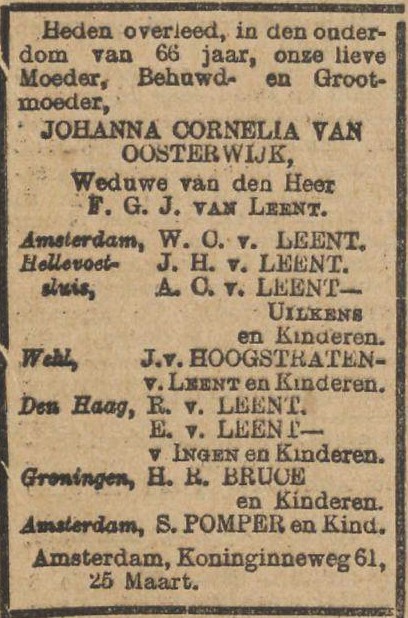 Heden overleed, in den ouder-
dom van 66 jaar, onze lieve
Moeder, Behuwd- en Groot-
moeder,
JOHANNA CORNELIA VAN
OOSTERWIJK,
Weduwe van den Heer
F. G. J. VAN LEENT.
Amsterdam, W. C. v. LEENT.
Hellevoet- J. H. v. LEENT.
sluis, A. C. v. LEENT—
UILKENS
en Kinderen.
Wehl, J. v. HOOGSTRATEN-
v. LEENT en Kinderen.
Den Haag, R. v. LEENT.
E. v. LEENT—
v INGEN en Kinderen.
Groningen, H. R. BRUCE
en Kinderen.
Amsterdam, S. POMPER en Kind.
Amsterdam, Koninginneweg 61,
25 Maart.